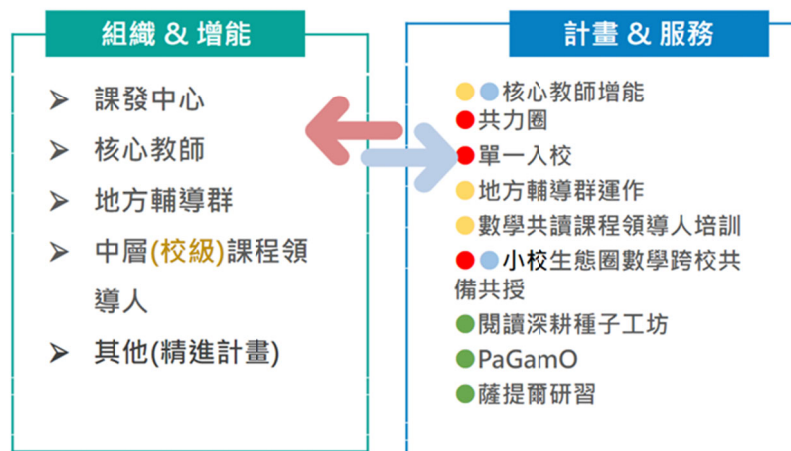 組織 & 增能
➢ 課發中心
➢ 核心教師
➢ 地方輔導群
➢ 中層(校級)課程領
導人
➢ 其他(精進計畫)
計畫 & 服務
核心教師增能
共力圈
單一入校
地方輔導群運作
數學共讀課程領導人培訓
小校生態圈數學跨校共
備共授
閱讀深耕種子工坊
PaGamO
薩提爾研習